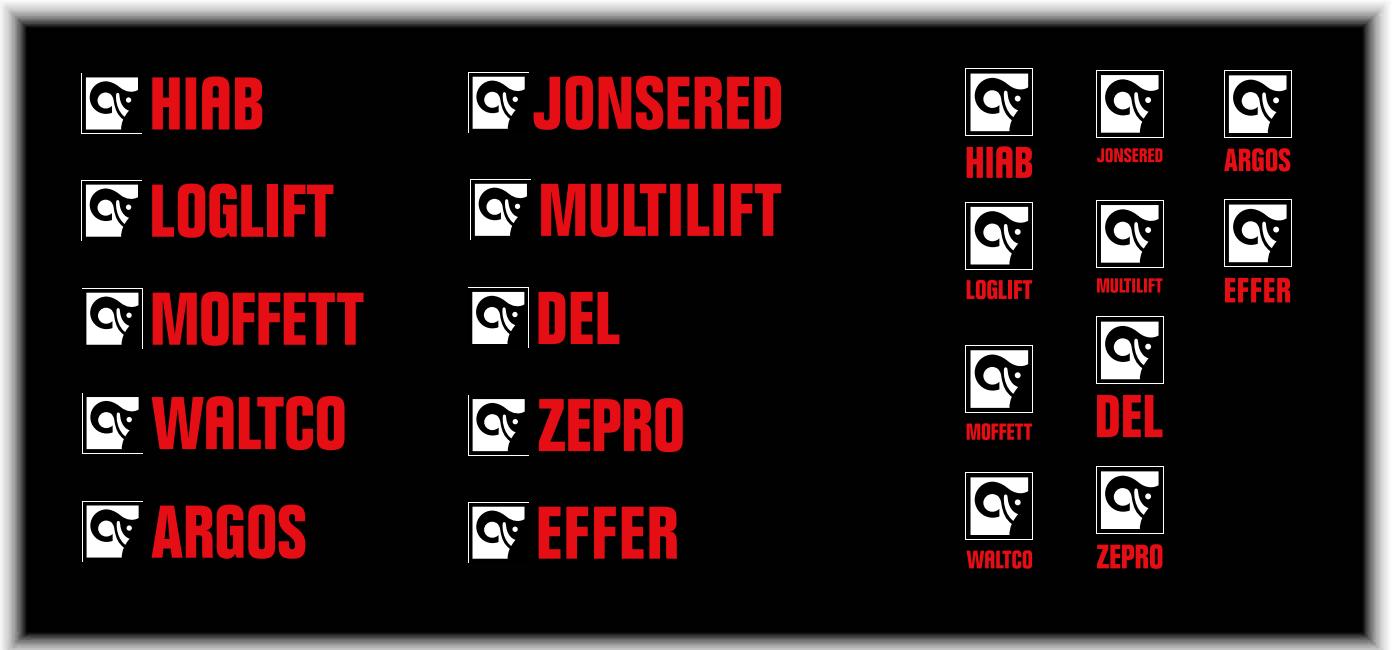 HIAB
JONSERED
LOGLIFT
MULTILIFT
MOFFETT
DEL
WALTCO
ZEPRO
ARGOS
EFFER
HIAB
JONSERED
ARGOS
LOGLIFT
MULTILIFT
EFFER
MOFFETT
DEL
WALTCO
ZEPRO